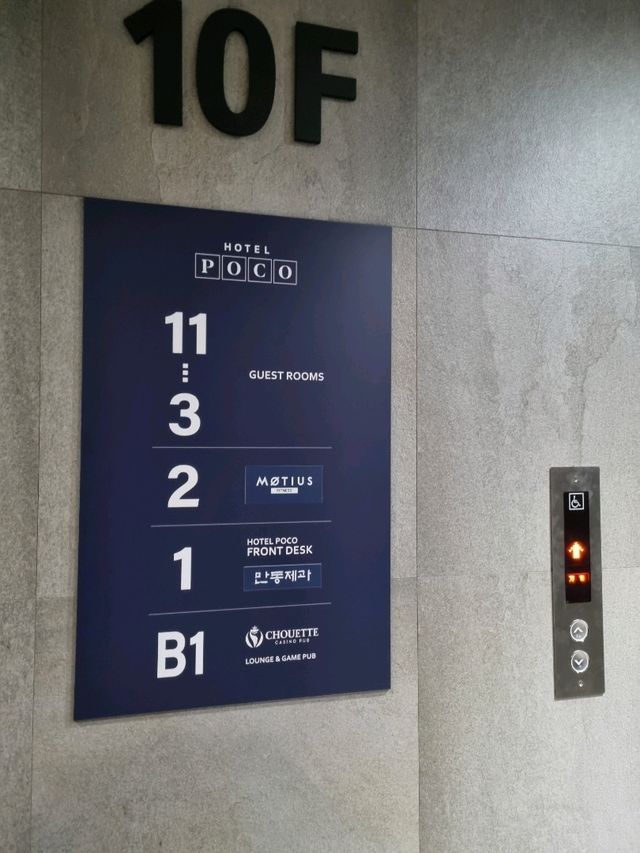 10F
HOTEL
POCO
11
GUEST ROOMS
3
2
MØTIUS
FITNESS
1
HOTEL POCO
FRONT DESK
만동제과
B1
CHOUETTE
CASINO PUB
LOUNGE & GAME PUB